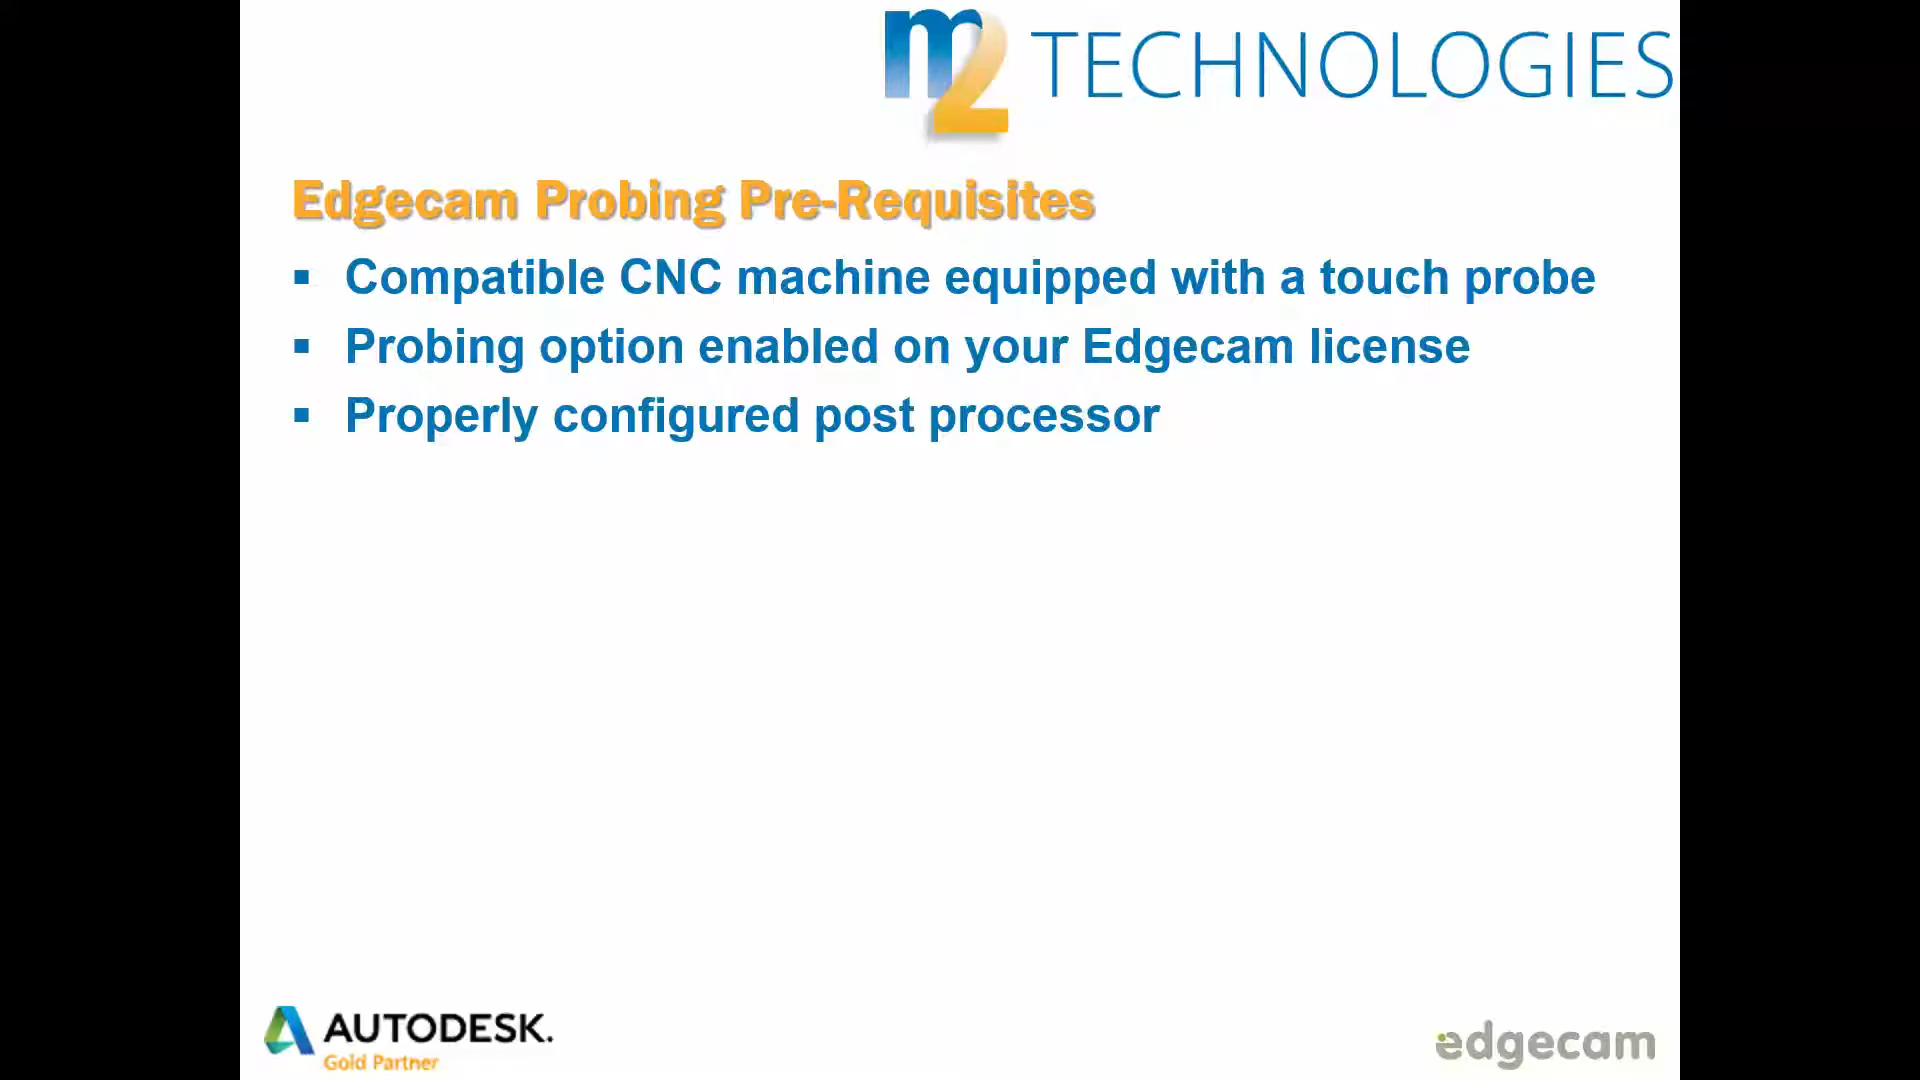 m2 TECHNOLOGIES
Edgecam Probing Pre-Requisites
▪ Compatible CNC machine equipped with a touch probe
▪ Probing option enabled on your Edgecam license
▪ Properly configured post processor
AUTODESK.
Gold Partner
edgecam